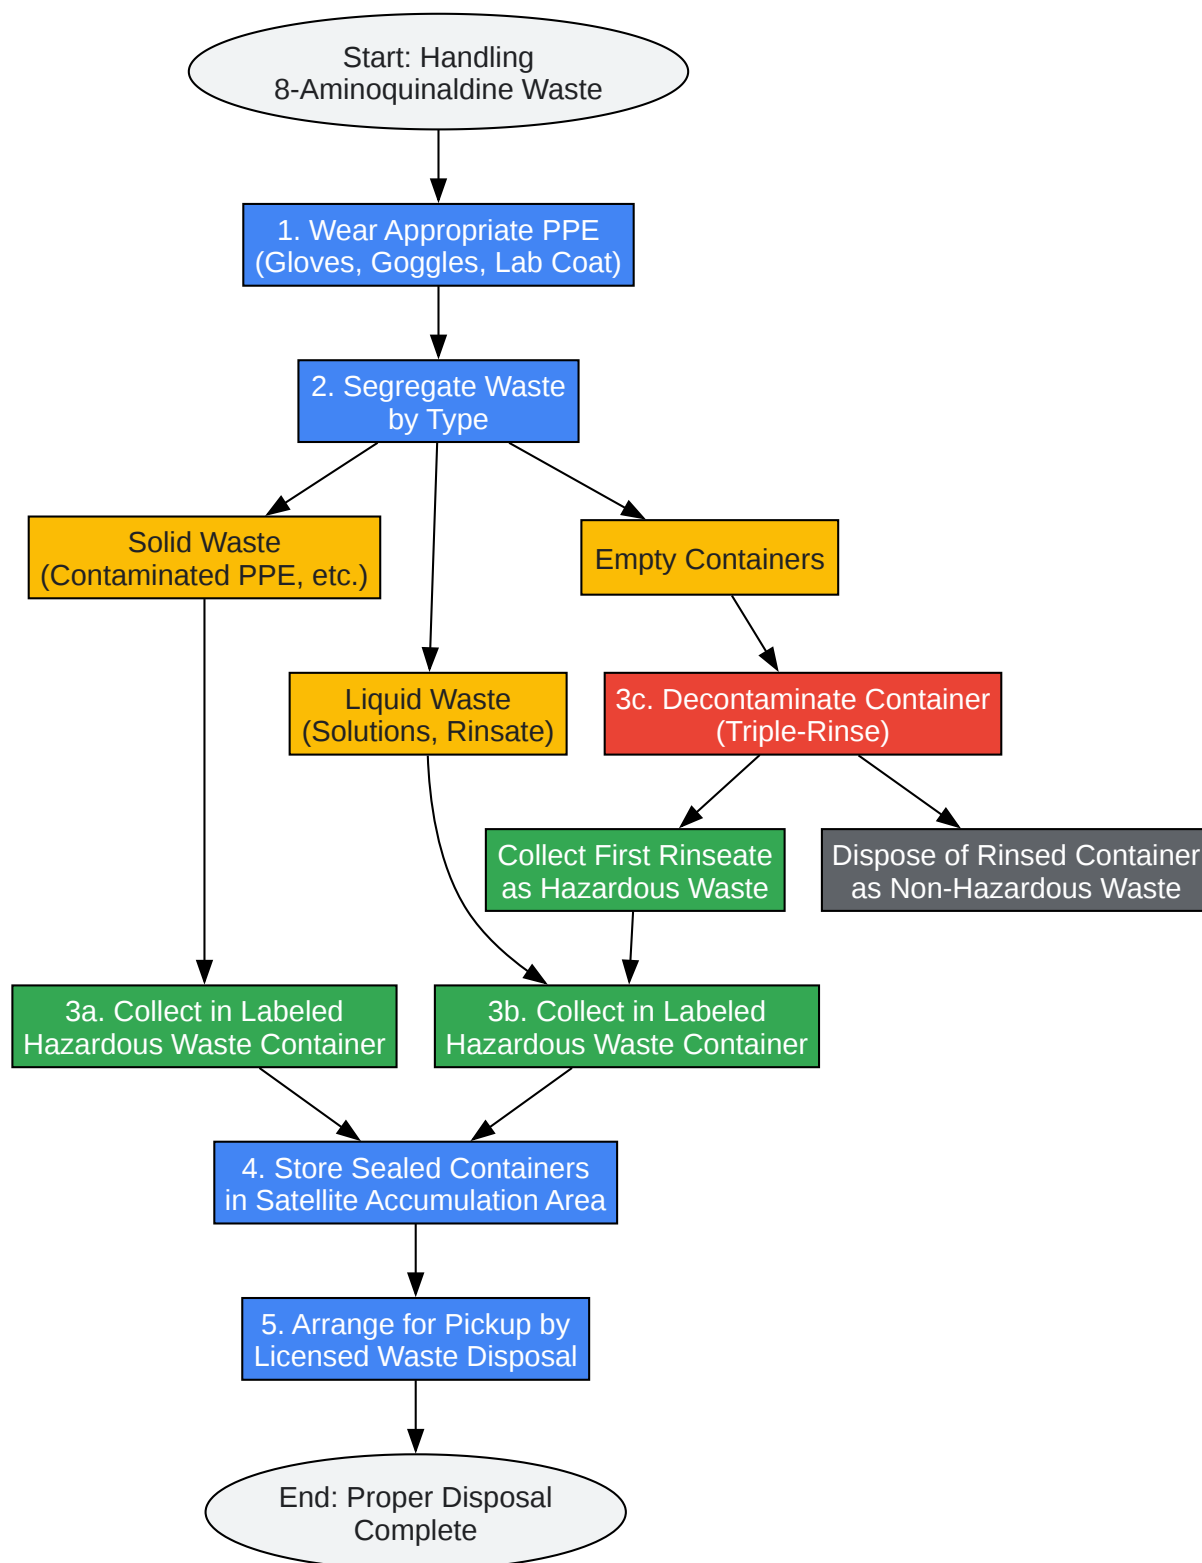 Start: Handling
8-Aminoquinaldine Waste
1. Wear Appropriate PPE
(Gloves, Goggles, Lab Coat)
2. Segregate Waste
by Type
Solid Waste
(Contaminated PPE, etc.)
Empty Containers
Liquid Waste
(Solutions, Rinsate)
3c. Decontaminate Container
(Triple-Rinse)
Collect First Rinseate
as Hazardous Waste
Dispose of Rinsed Container
as Non-Hazardous Waste
3a. Collect in Labeled
Hazardous Waste Container
3b. Collect in Labeled
Hazardous Waste Container
4. Store Sealed Containers
in Satellite Accumulation Area
5. Arrange for Pickup by
Licensed Waste Disposal
End: Proper Disposal
Complete